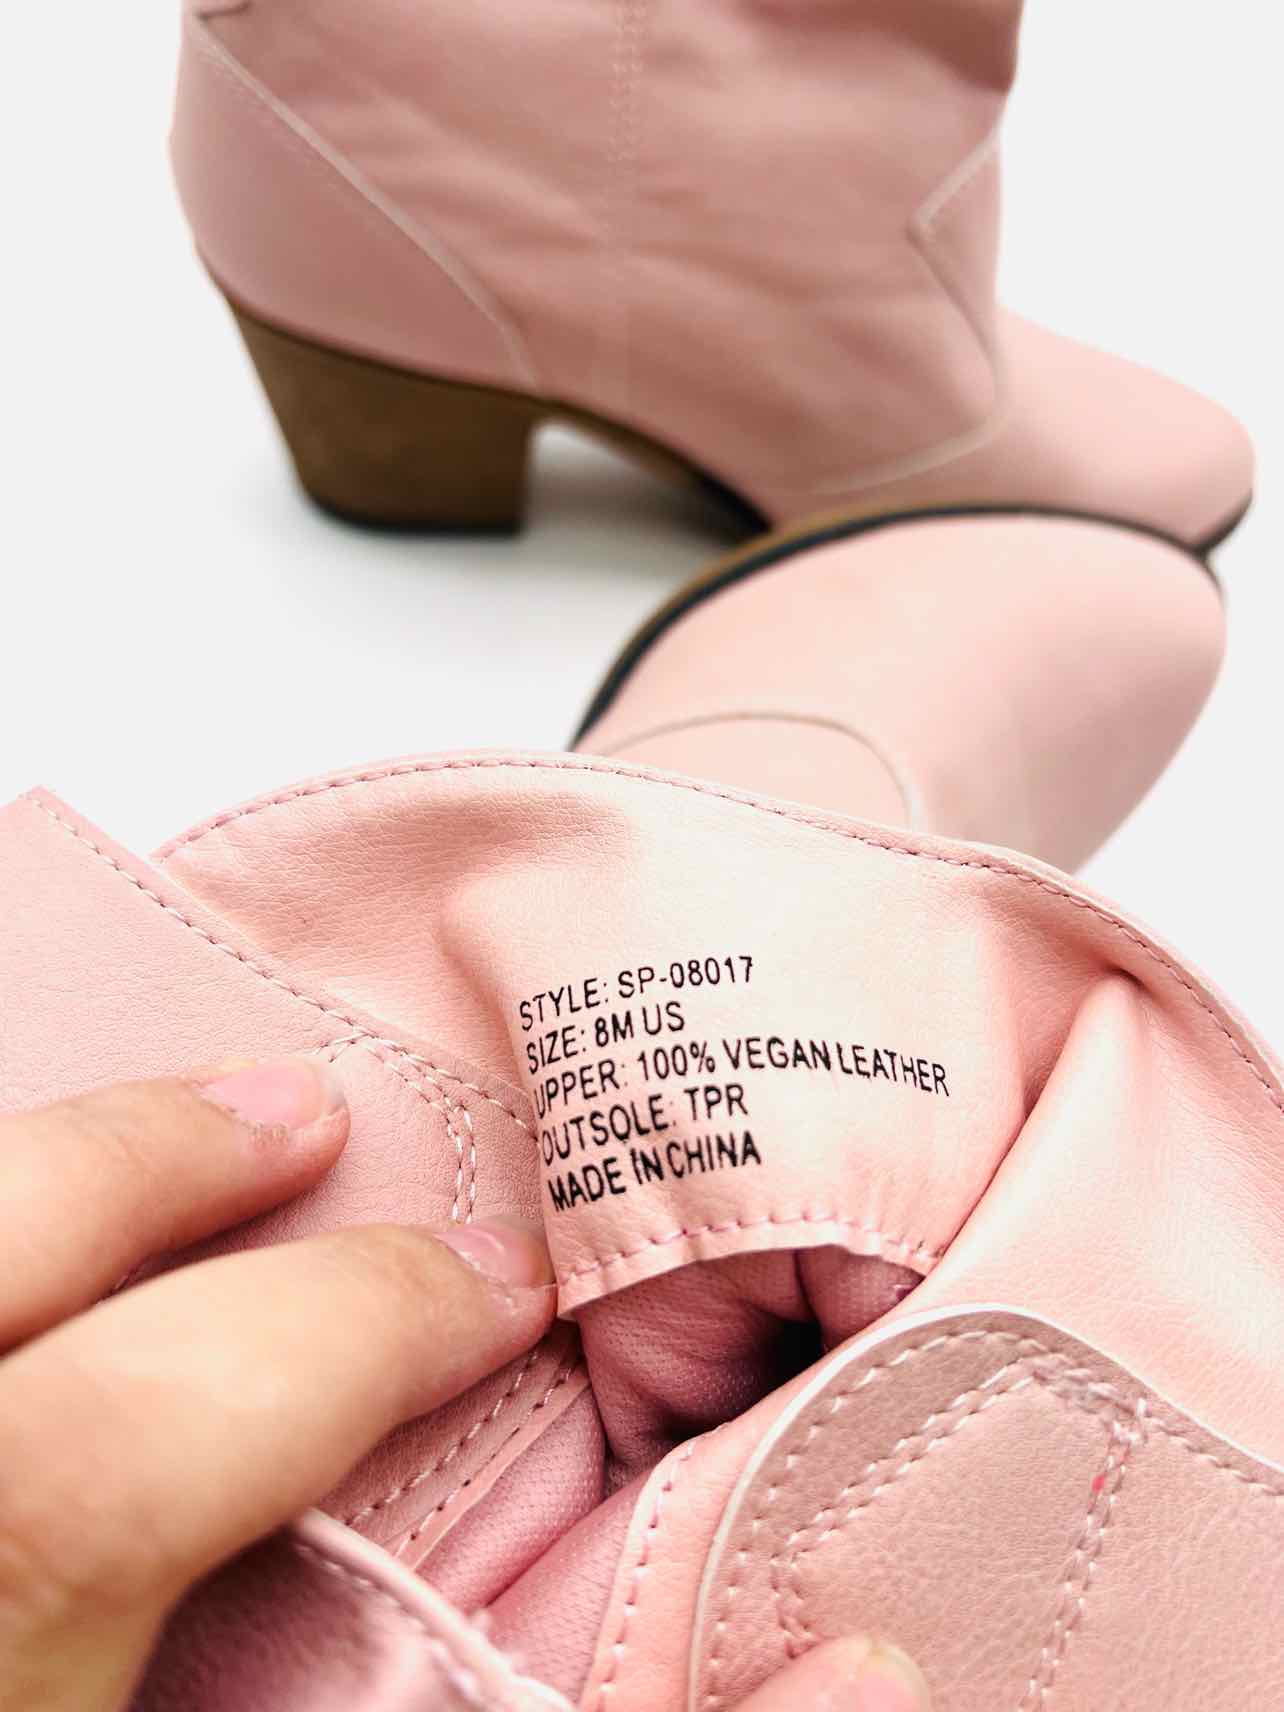 STYLE: SP-08017
SIZE: 8M US
UPPER: 100% VEGAN LEATHER
OUTSOLE: TPR
MADE IN CHINA